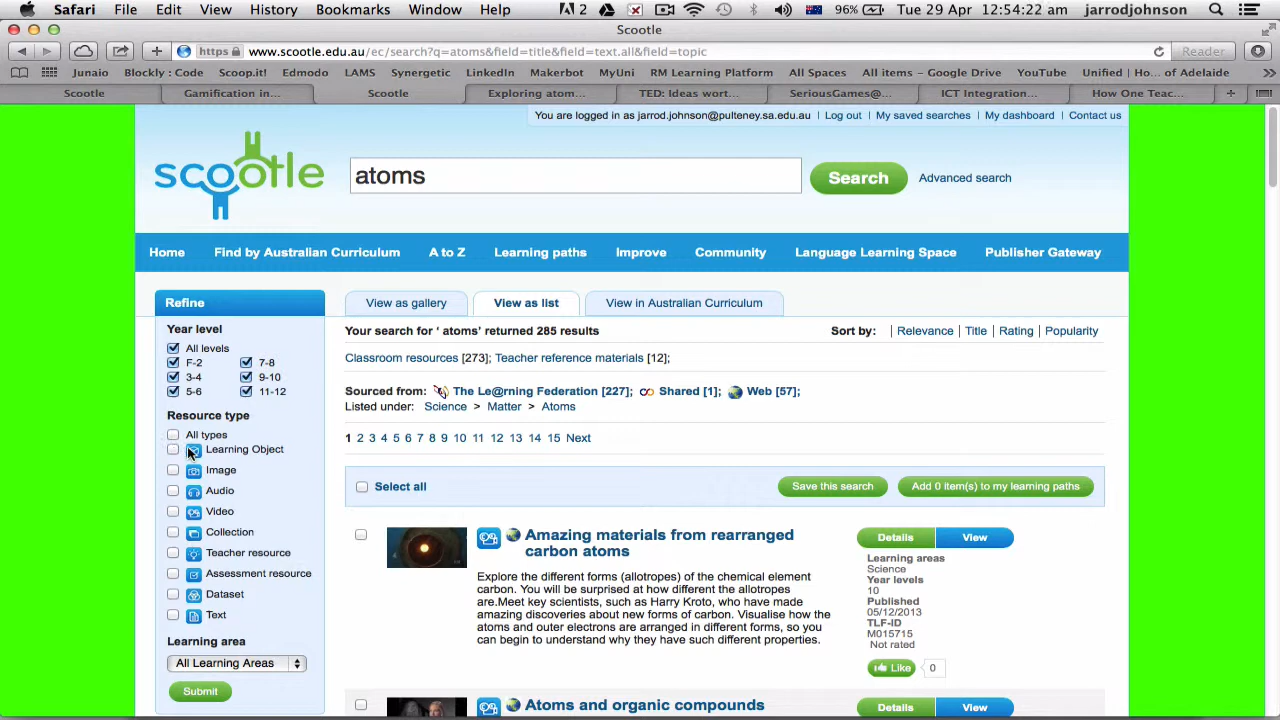 Safari File Edit View History Bookmarks Window Help 2 96% Tue 29 Apr 12:54:22 am jarrodjohnson
Scootle
https www.scootle.edu.au/ec/search?q=atoms&field=title&field=text.all&field=topic Reader
Junaio Blockly : Code Scoop.it! Edmodo LAMS Synergetic LinkedIn Makerbot MyUni RM Learning Platform All Spaces All items – Google Drive YouTube Unified | Ho... of Adelaide
Scootle Gamification in... Scootle Exploring atom... TED: Ideas wort... SeriousGames@... ICT Integration... How One Teac...
You are logged in as jarrod.johnson@pulteney.sa.edu.au | Log out | My saved searches | My dashboard | Contact us
scootle
atoms Search Advanced search
Home Find by Australian Curriculum A to Z Learning paths Improve Community Language Learning Space Publisher Gateway
Refine
Year level
All levels
F-2 7-8
3-4 9-10
5-6 11-12
Resource type
All types
Learning Object
Image
Audio
Video
Collection
Teacher resource
Assessment resource
Dataset
Text
Learning area
All Learning Areas
Submit
View as gallery View as list View in Australian Curriculum
Your search for ' atoms' returned 285 results Sort by: | Relevance | Title | Rating | Popularity
Classroom resources [273]; Teacher reference materials [12];
Sourced from: The Le@rning Federation [227]; Shared [1]; Web [57];
Listed under: Science > Matter > Atoms
1 2 3 4 5 6 7 8 9 10 11 12 13 14 15 Next
Select all Save this search Add 0 item(s) to my learning paths
Amazing materials from rearranged
carbon atoms
Explore the different forms (allotropes) of the chemical element
carbon. You will be surprised at how different the allotropes
are.Meet key scientists, such as Harry Kroto, who have made
amazing discoveries about new forms of carbon. Visualise how the
atoms and outer electrons are arranged in different forms, so you
can begin to understand why they have such different properties.
Details View
Learning areas
Science
Year levels
10
Published
05/12/2013
TLF-ID
M015715
Not rated
Like 0
Atoms and organic compounds Details View